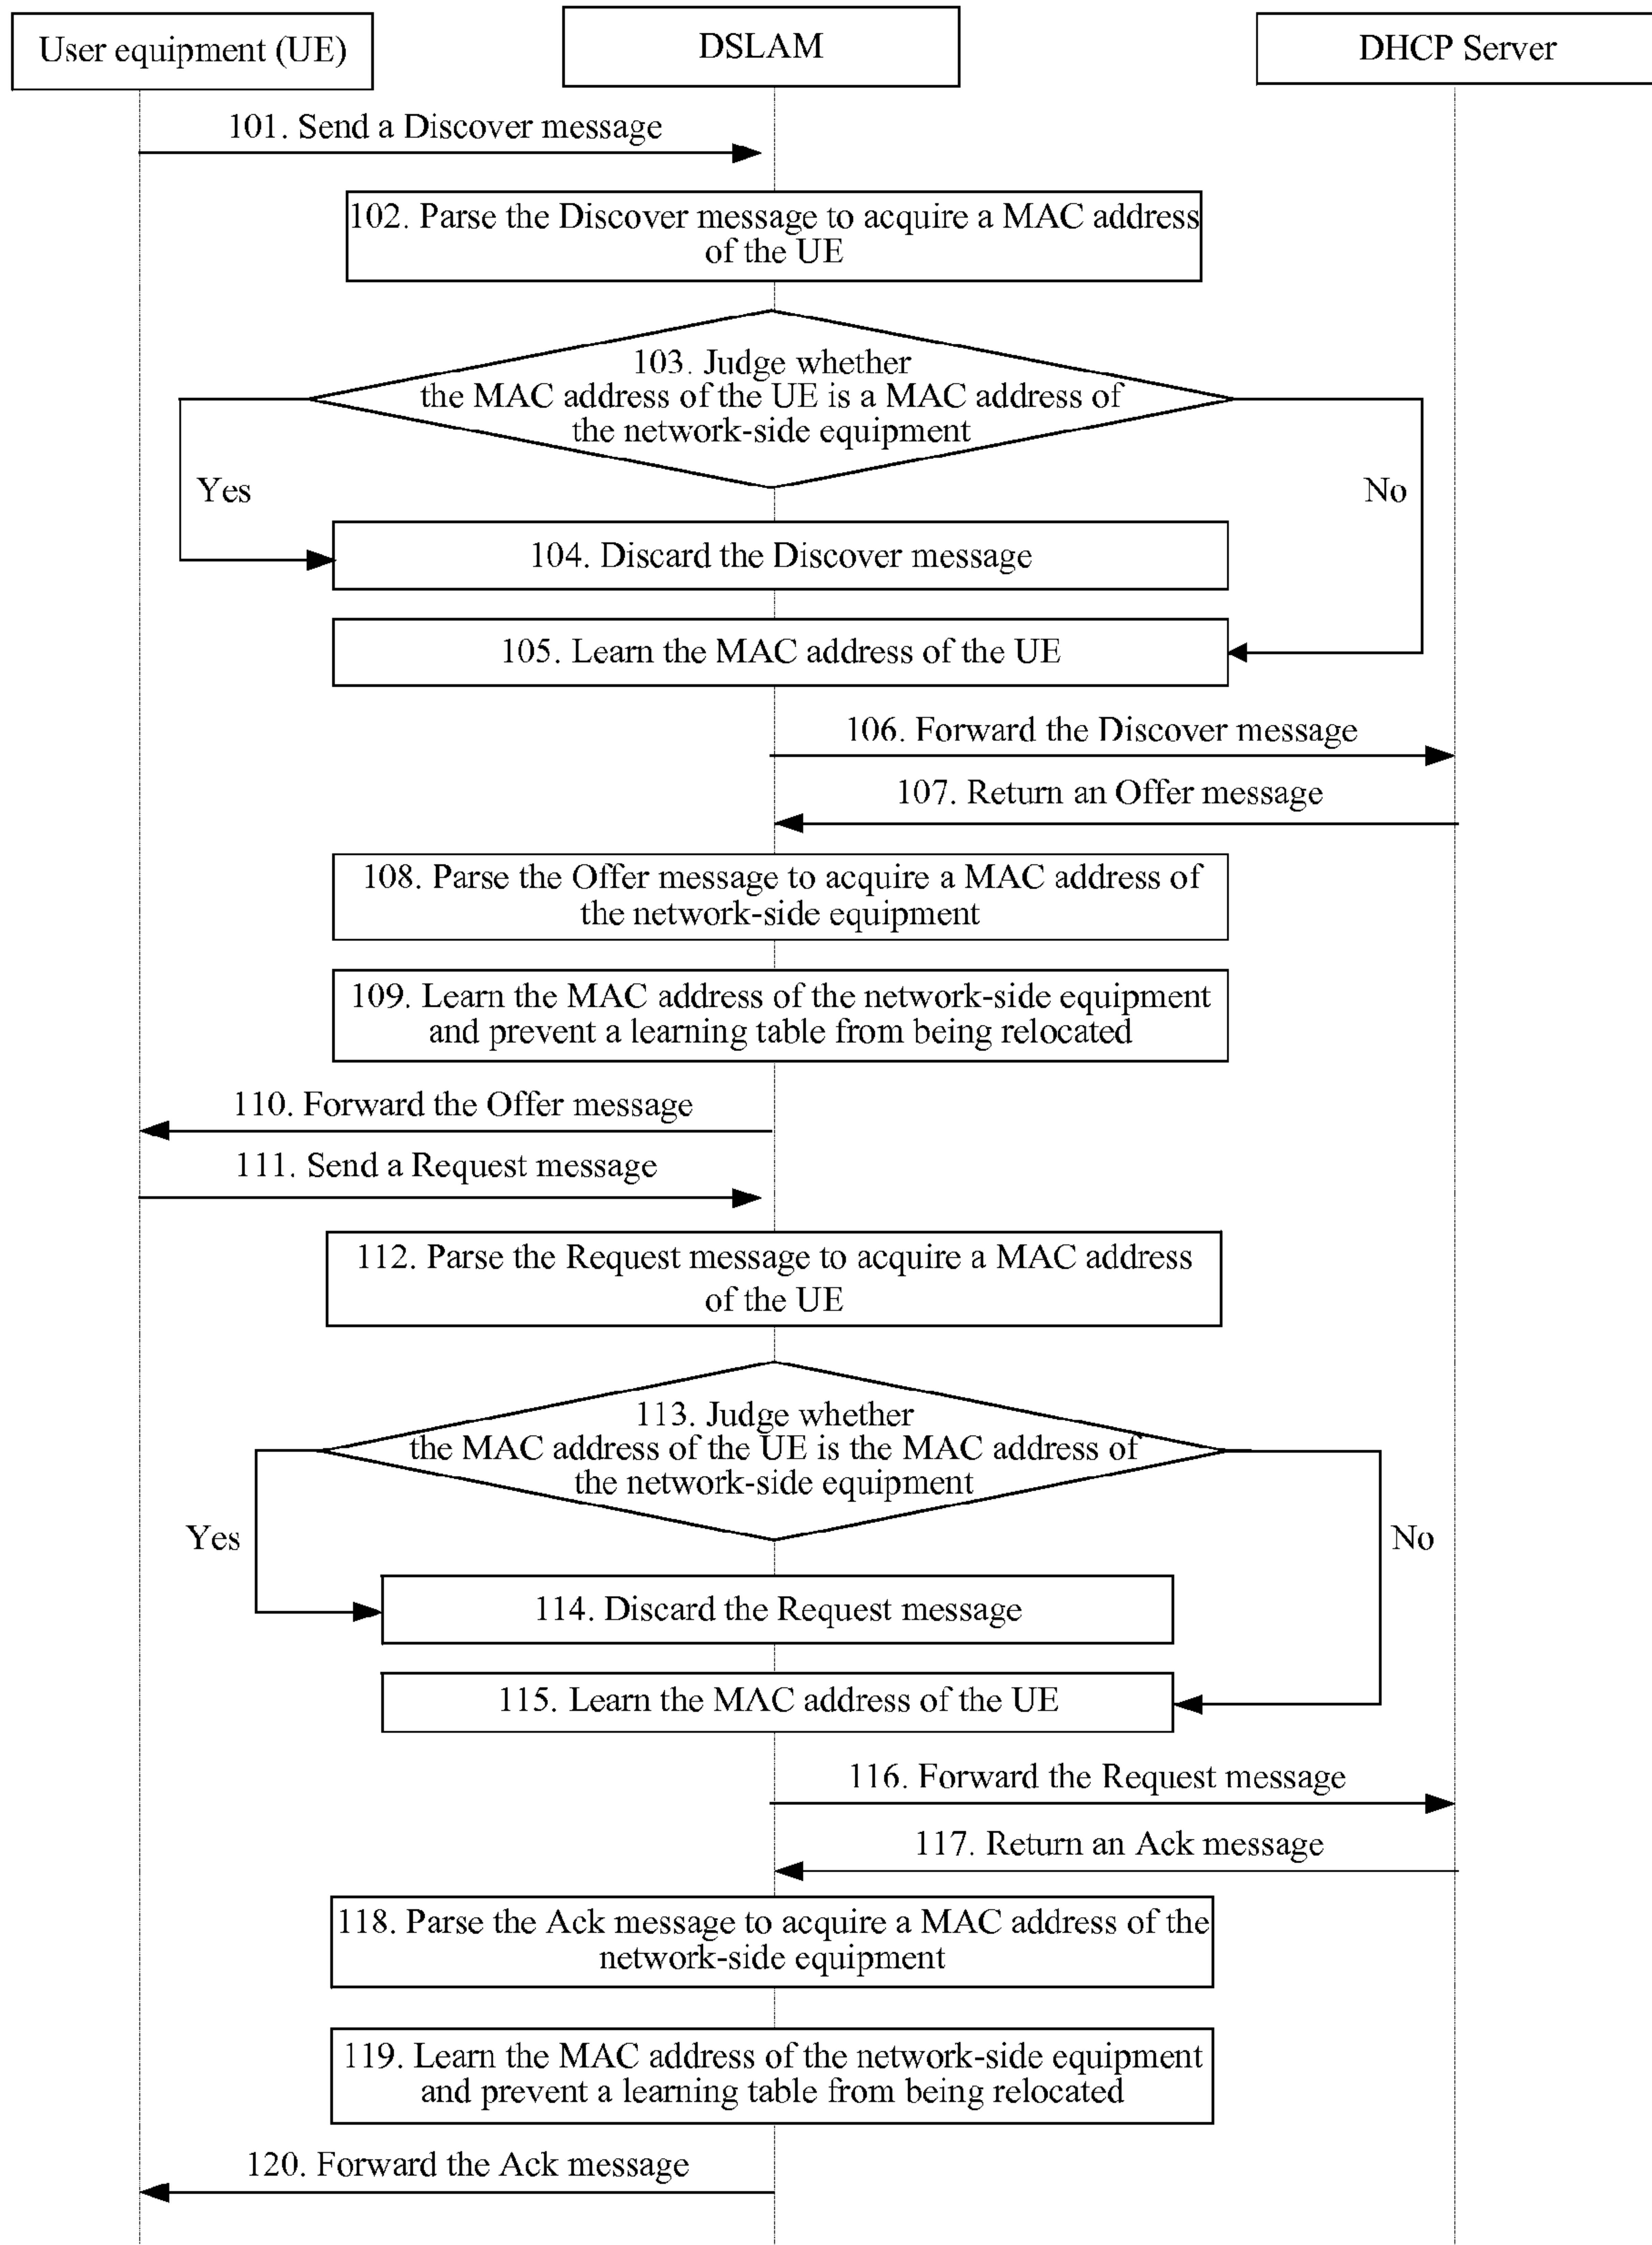 User equipment (UE)
DSLAM
DHCP Server
101. Send a Discover message
102. Parse the Discover message to acquire a MAC address
of the UE
103. Judge whether
the MAC address of the UE is a MAC address of
the network-side equipment
Yes
No
104. Discard the Discover message
105. Learn the MAC address of the UE
106. Forward the Discover message
107. Return an Offer message
108. Parse the Offer message to acquire a MAC address of
the network-side equipment
109. Learn the MAC address of the network-side equipment
and prevent a learning table from being relocated
110. Forward the Offer message
111. Send a Request message
112. Parse the Request message to acquire a MAC address
of the UE
113. Judge whether
the MAC address of the UE is the MAC address of
the network-side equipment
Yes
No
114. Discard the Request message
115. Learn the MAC address of the UE
116. Forward the Request message
117. Return an Ack message
118. Parse the Ack message to acquire a MAC address of the
network-side equipment
119. Learn the MAC address of the network-side equipment
and prevent a learning table from being relocated
120. Forward the Ack message